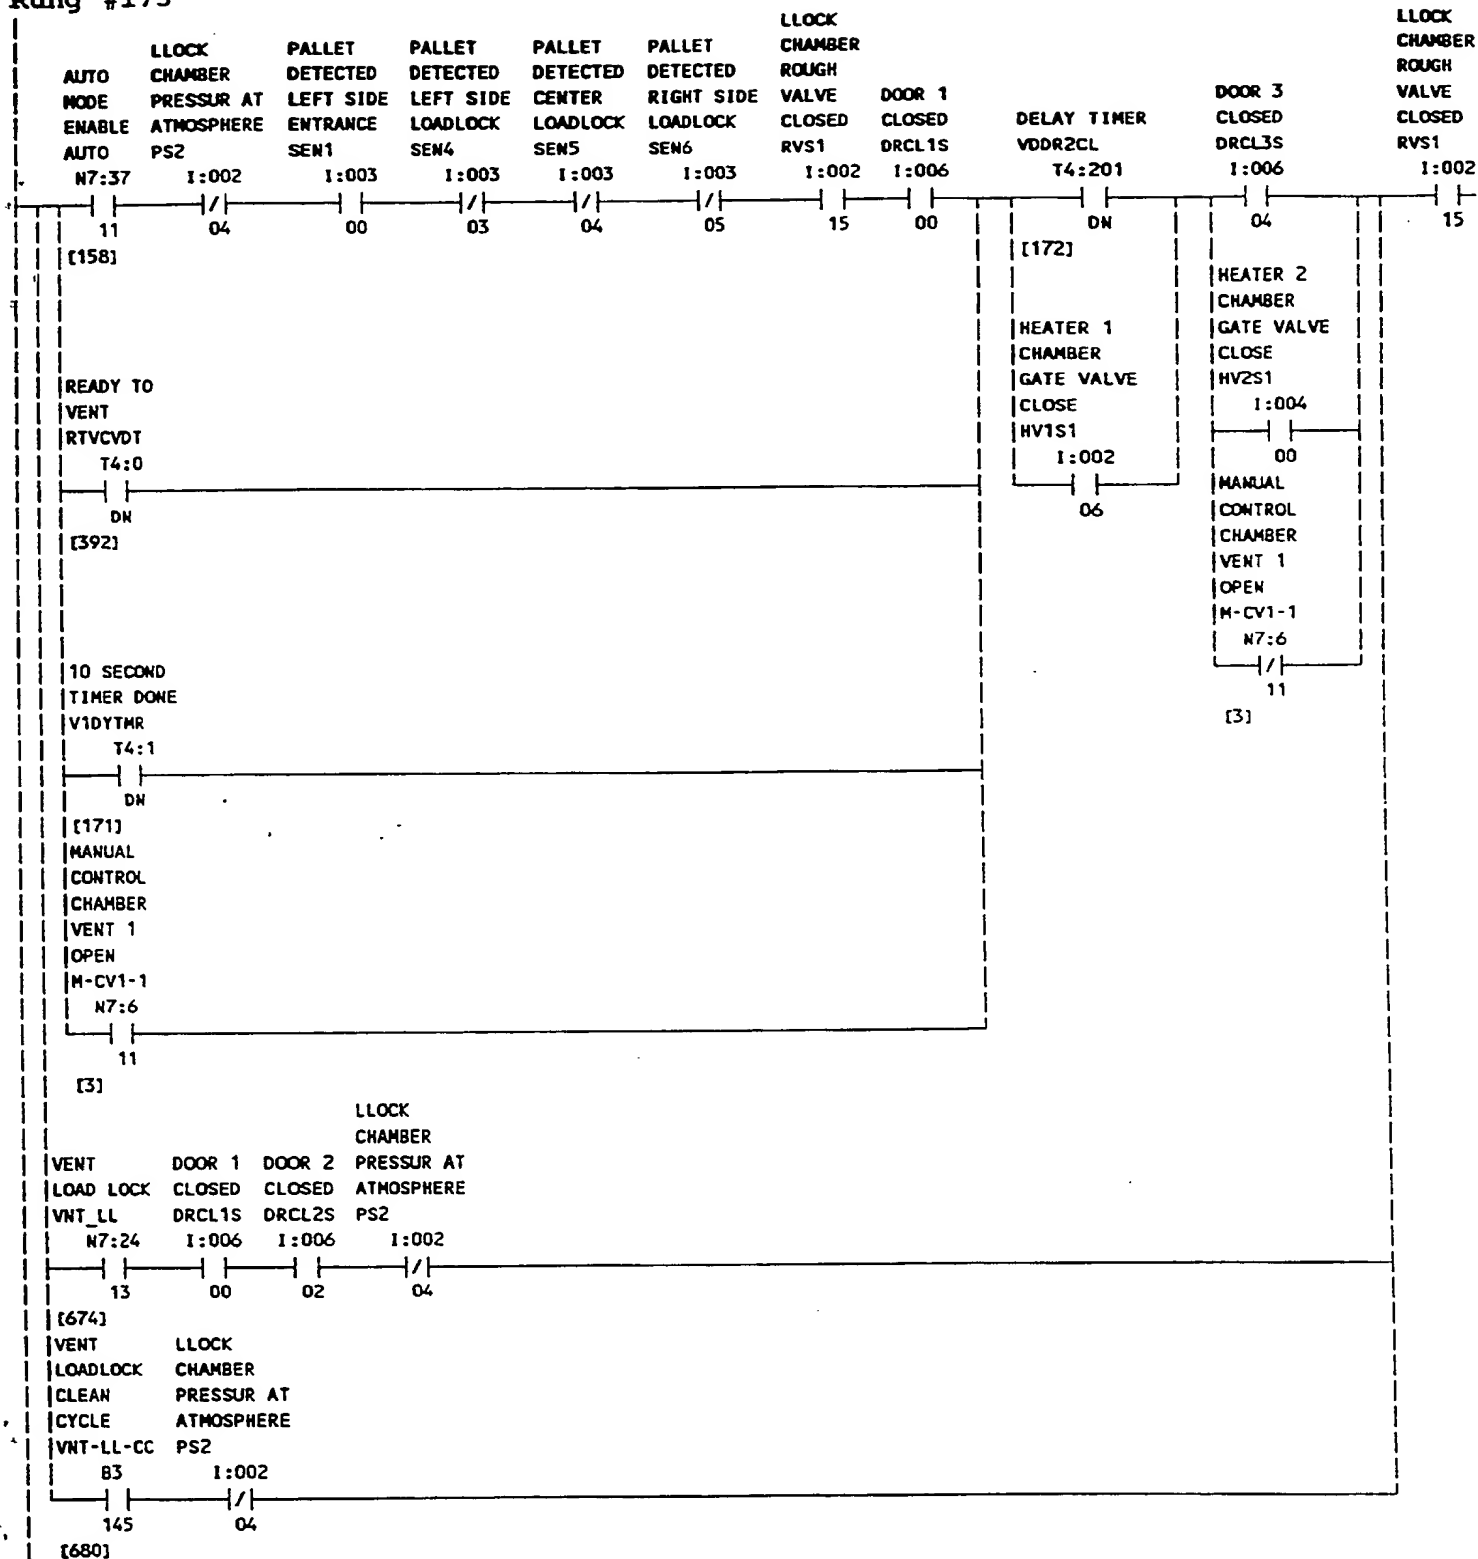 Rung #173
LLOCK LLOCK
LLOCK PALLET PALLET PALLET PALLET CHAMBER CHAMBER
AUTO CHAMBER DETECTED DETECTED DETECTED DETECTED ROUGH ROUGH
MODE PRESSUR AT LEFT SIDE LEFT SIDE CENTER RIGHT SIDE VALVE DOOR 1 DOOR 3 VALVE
ENABLE ATMOSPHERE ENTRANCE LOADLOCK LOADLOCK LOADLOCK CLOSED CLOSED DELAY TIMER CLOSED CLOSED
AUTO PS2 SEN1 SEN4 SEN5 SEN6 RVS1 DRCL1S VDDR2CL DRCL3S RVS1
N7:37 I:002 I:003 I:003 I:003 I:003 I:002 I:006 T4:201 I:006 I:002
11 04 00 03 04 05 15 00 DN 04 15
[158] [172]
HEATER 2
CHAMBER
HEATER 1 GATE VALVE
CHAMBER CLOSE
READY TO GATE VALVE HV2S1
VENT CLOSE I:004
RTVCVDT HV1S1
T4:0 I:002 00
MANUAL
DN 06 CONTROL
[392] CHAMBER
VENT 1
OPEN
M-CV1-1
N7:6
10 SECOND
TIMER DONE 11
V1DYTMR [3]
T4:1
DN
[171]
MANUAL
CONTROL
CHAMBER
VENT 1
OPEN
M-CV1-1
N7:6
11
[3]
LLOCK
CHAMBER
VENT DOOR 1 DOOR 2 PRESSUR AT
LOAD LOCK CLOSED CLOSED ATMOSPHERE
VNT_LL DRCL1S DRCL2S PS2
N7:24 I:006 I:006 I:002
13 00 02 04
[674]
VENT LLOCK
LOADLOCK CHAMBER
CLEAN PRESSUR AT
CYCLE ATMOSPHERE
VNT-LL-CC PS2
B3 I:002
145 04
[680]